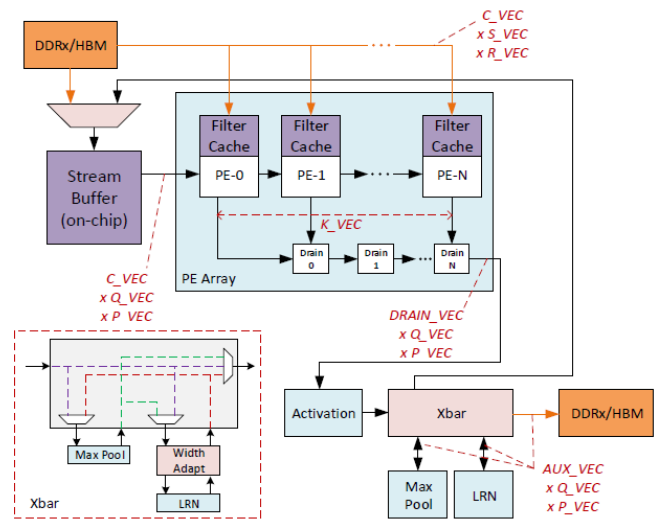 DDRx/HBM
C_VEC
x S_VEC
x R_VEC
Filter
Cache
Filter
Cache
Filter
Cache
PE-0
PE-1
PE-N
Stream
Buffer
(on-chip)
K_VEC
Drain
0
Drain
1
Drain
N
PE Array
C_VEC
x Q_VEC
x P_VEC
DRAIN_VEC
x Q_VEC
x P_VEC
Activation
Xbar
DDRx/HBM
Max
Pool
LRN
AUX_VEC
x Q_VEC
x P_VEC
Max Pool
Width
Adapt
LRN
Xbar